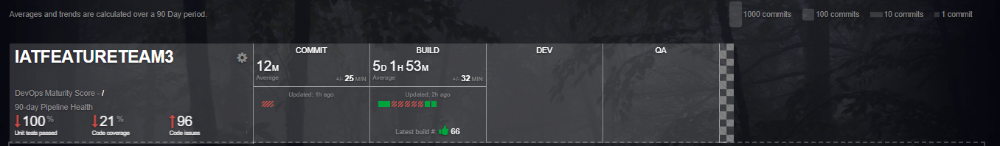 Averages and trends are calculated over a 90 Day period.
1000 commits 100 commits 10 commits 1 commit
IATFEATURETEAM3
DevOps Maturity Score - /
90-day Pipeline Health
100 %
Unit tests passed
21 %
Code coverage
96
Code issues
COMMIT
12M
Average
+/- 25 MIN
Updated: 1h ago
BUILD
5D 1H 53M
Average
+/- 32 MIN
Updated: 2h ago
Latest build #: 66
DEV
QA